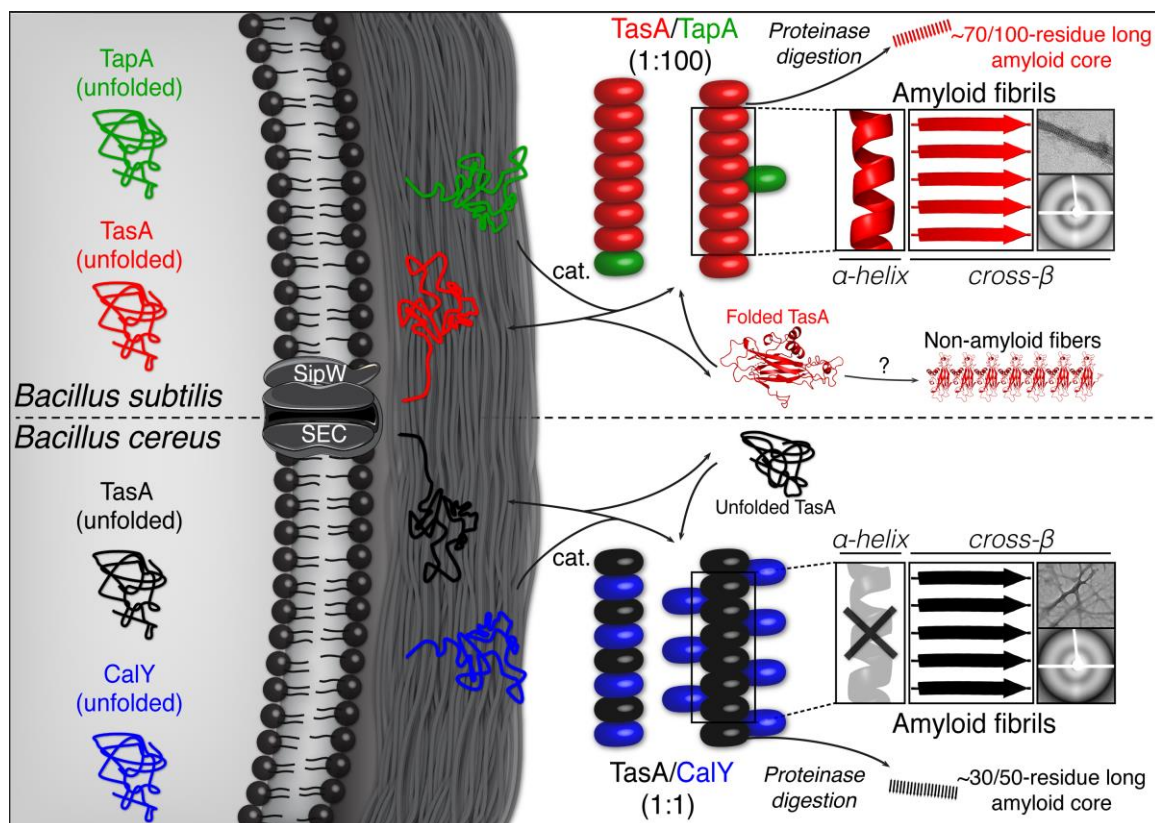 TapA
(unfolded)
TasA
(unfolded)
Bacillus subtilis
SipW
SEC
cat.
TasA/TapA
(1:100)
Proteinase
digestion
~70/100-residue long
amyloid core
Amyloid fibrils
α-helix
cross-β
Folded TasA
?
Non-amyloid fibers
Bacillus cereus
TasA
(unfolded)
CalY
(unfolded)
cat.
Unfolded TasA
TasA/CalY
(1:1)
α-helix
cross-β
Amyloid fibrils
Proteinase
digestion
~30/50-residue long
amyloid core